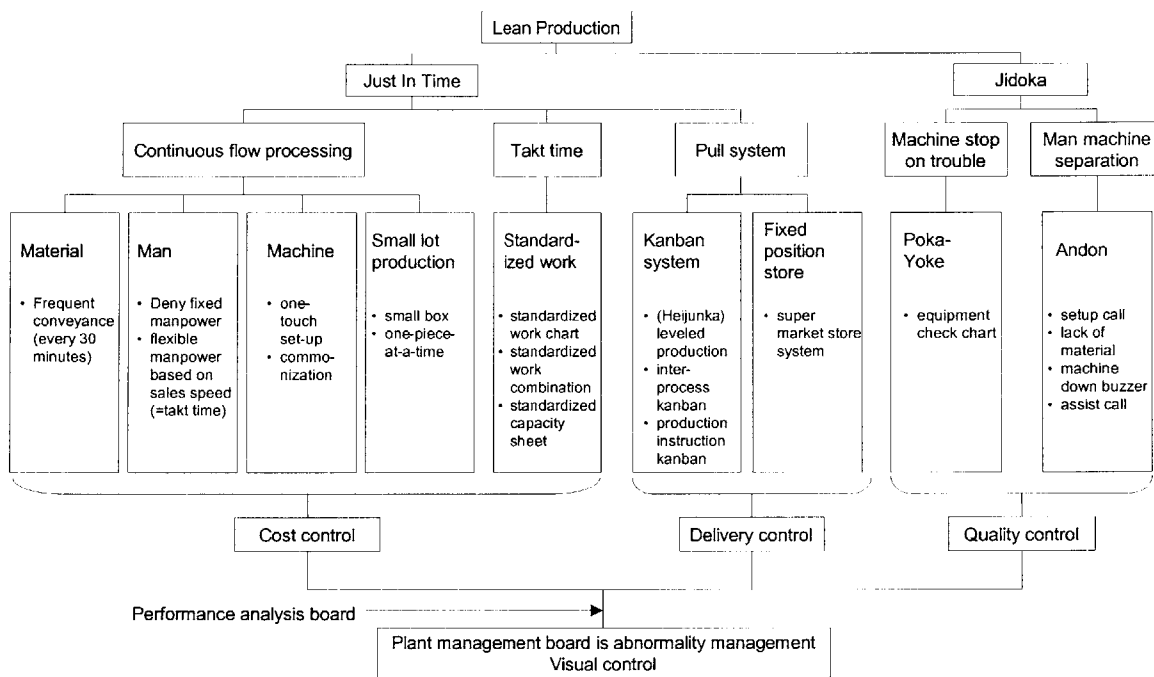 Lean Production
Just In Time
Jidoka
Continuous flow processing
Takt time
Pull system
Machine stop
on trouble
Man machine
separation
Material
• Frequent
conveyance
(every 30
minutes)
Man
• Deny fixed
manpower
• flexible
manpower
based on
sales speed
(=takt time)
Machine
• one-
touch
set-up
• commo-
nization
Small lot
production
• small box
• one-piece-
at-a-time
Standard-
ized work
• standardized
work chart
• standardized
work
combination
• standardized
capacity
sheet
Kanban
system
• (Heijunka)
leveled
production
• inter-
process
kanban
• production
instruction
kanban
Fixed
position
store
• super
market store
system
Poka-
Yoke
• equipment
check chart
Andon
• setup call
• lack of
material
• machine
down buzzer
• assist call
Cost control
Delivery control
Quality control
Performance analysis board
Plant management board is abnormality management
Visual control